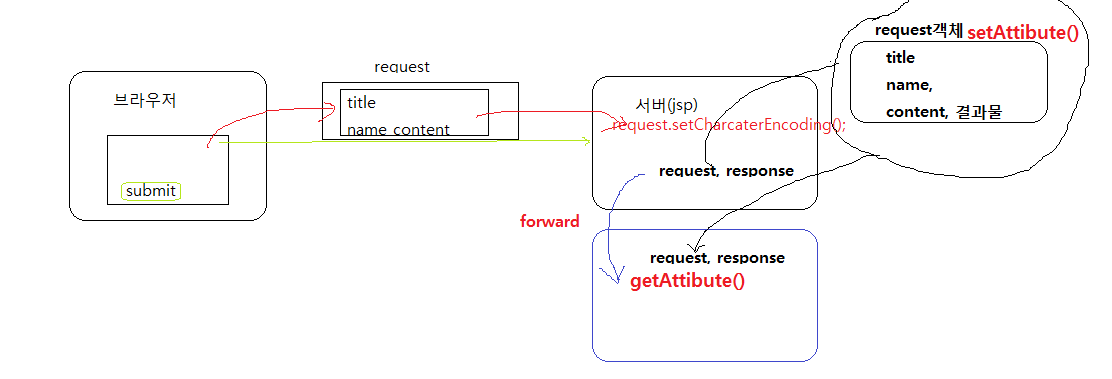 브라우저
submit
request
title
name content
서버(jsp)
request.setCharcaterEncoding();
request, response
forward
request, response
getAttibute()
request객체 setAttibute()
title
name,
content, 결과물